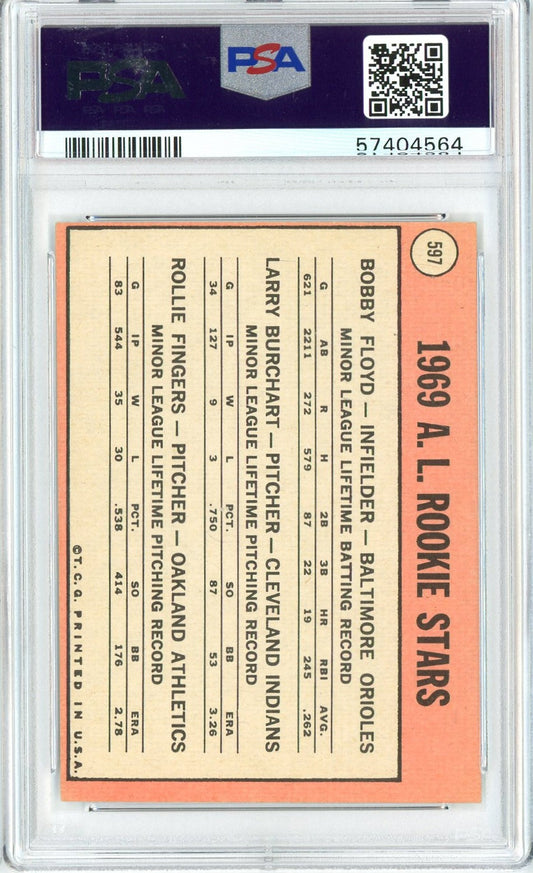 PSA
PSA
PSA PSA PSA
57404564
597
1969 A. L. ROOKIE STARS
BOBBY FLOYD — INFIELDER — BALTIMORE ORIOLES
MINOR LEAGUE LIFETIME BATTING RECORD
G AB R H 2B 3B HR RBI AVG.
621 2211 272 579 87 22 19 245 .262
LARRY BURCHART — PITCHER — CLEVELAND INDIANS
MINOR LEAGUE LIFETIME PITCHING RECORD
G IP W L PCT. SO BB ERA
34 127 9 3 .750 87 53 3.26
ROLLIE FINGERS — PITCHER — OAKLAND ATHLETICS
MINOR LEAGUE LIFETIME PITCHING RECORD
G IP W L PCT. SO BB ERA
83 544 35 30 .538 414 176 2.78
©T.C.G. PRINTED IN U.S.A.